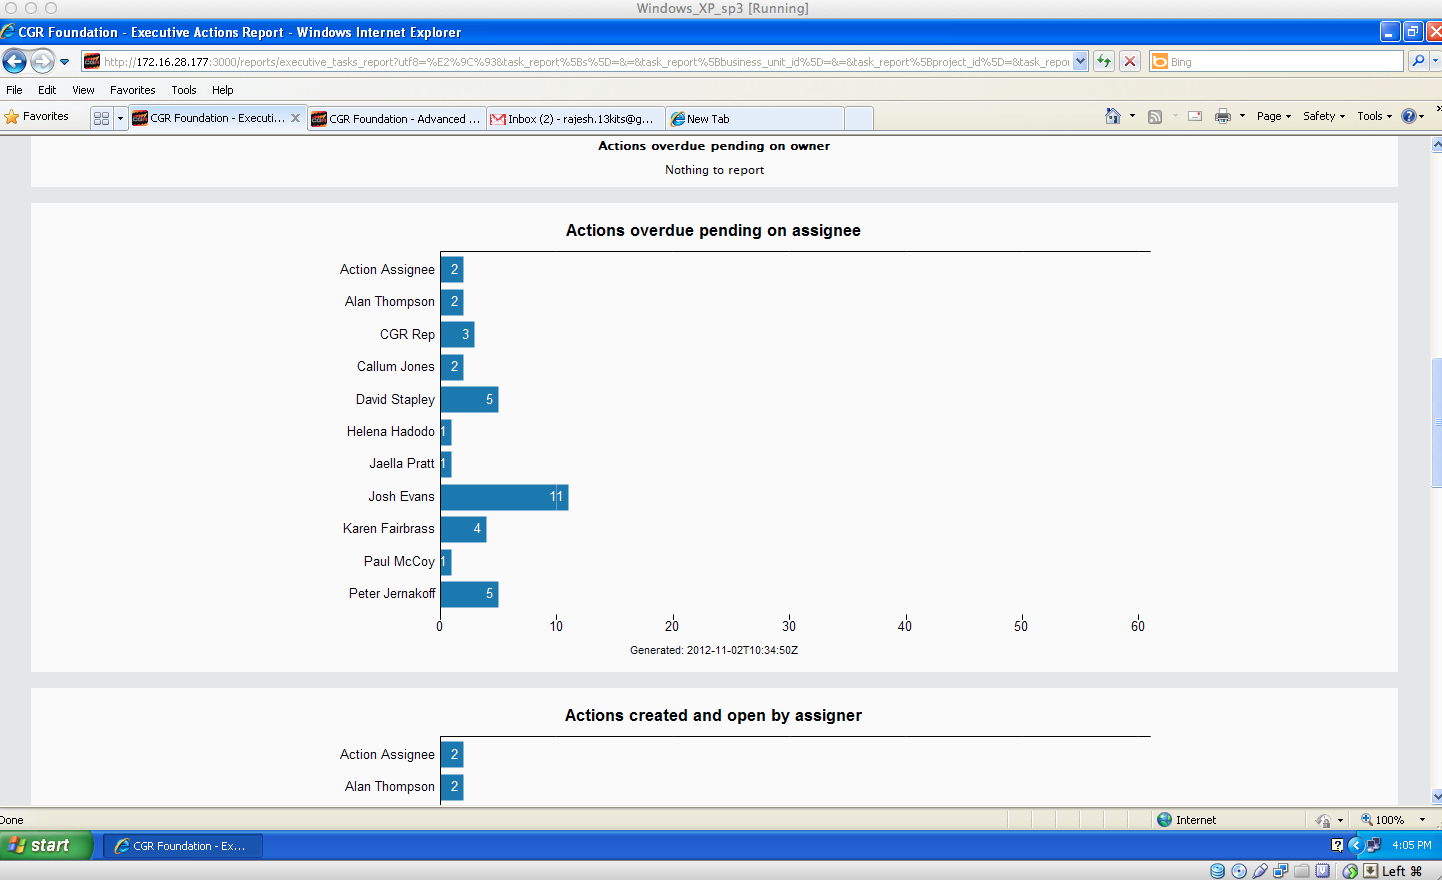 Windows_XP_sp3 [Running]
CGR Foundation - Executive Actions Report - Windows Internet Explorer
http://172.16.28.177:3000/reports/executive_tasks_report?utf8=%E2%9C%93&task_report%5Bs%5D=&=&task_report%5Bbusiness_unit_id%5D=&=&task_report%5Bproject_id%5D=&=&task_repo
Bing
File Edit View Favorites Tools Help
Favorites
CGR Foundation - Executi...
CGR Foundation - Advanced ...
Inbox (2) - rajesh.13kits@g...
New Tab
Page Safety Tools
Actions overdue pending on owner
Nothing to report
Actions overdue pending on assignee
Action Assignee 2
Alan Thompson 2
CGR Rep 3
Callum Jones 2
David Stapley 5
Helena Hadodo 1
Jaella Pratt 1
Josh Evans 11
Karen Fairbrass 4
Paul McCoy 1
Peter Jernakoff 5
0 10 20 30 40 50 60
Generated: 2012-11-02T10:34:50Z
Actions created and open by assigner
Action Assignee 2
Alan Thompson 2
Done
Internet
100%
start
CGR Foundation - Ex...
4:05 PM
Left ⌘